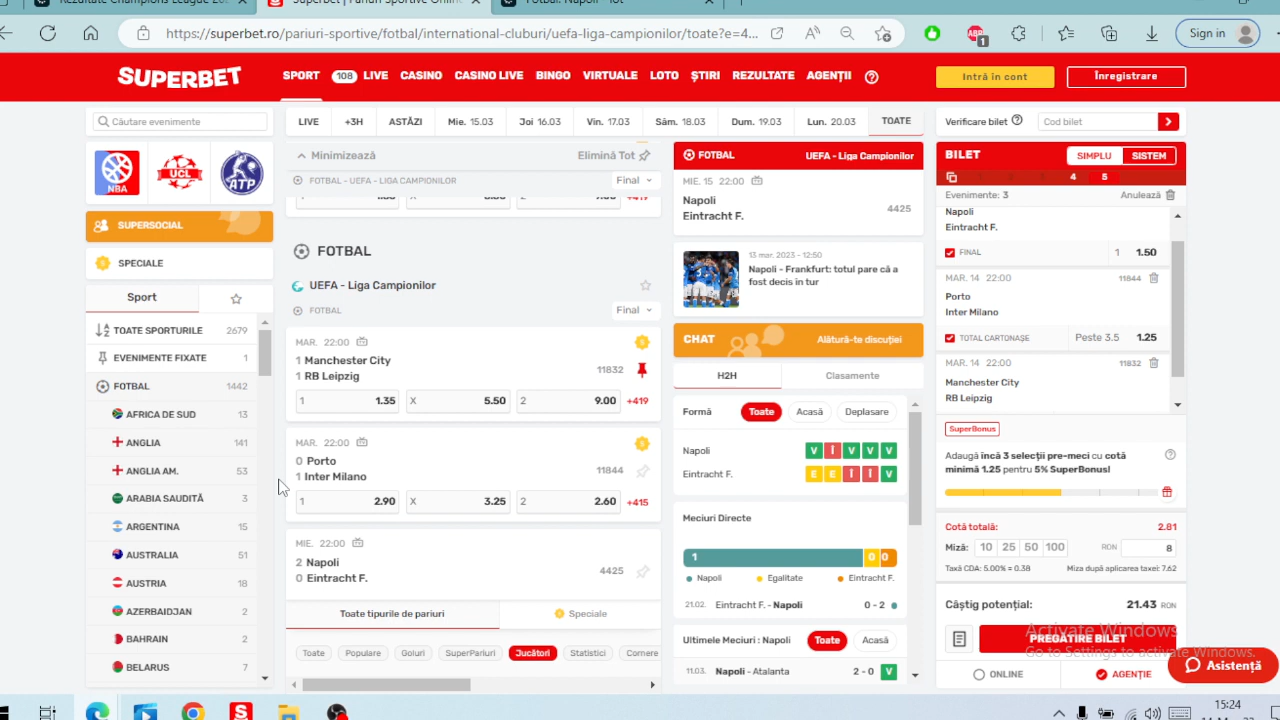 Rezultate Champions League
Superbet | Pariuri Sportive Onlin
Fotbal: Napoli
https://superbet.ro/pariuri-sportive/fotbal/international-cluburi/uefa-liga-campionilor/toate?e=4...
A))
ABP
1
Sign in
SUPERBET
SPORT
108 LIVE
CASINO
CASINO LIVE
BINGO
VIRTUALE
LOTO
ȘTIRI
REZULTATE
AGENȚII
?
Intră in cont
Înregistrare
Căutare evenimente
NBA
UCL
ATP
SUPERSOCIAL
SPECIALE
Sport
TOATE SPORTURILE 2679
EVENIMENTE FIXATE 1
FOTBAL 1442
AFRICA DE SUD 13
ANGLIA 141
ANGLIA AM. 53
ARABIA SAUDITĂ 3
ARGENTINA 15
AUSTRALIA 51
AUSTRIA 18
AZERBAIDJAN 2
BAHRAIN 2
BELARUS 7
LIVE
+3H
ASTĂZI
Mie. 15.03
Joi 16.03
Vin. 17.03
Sâm. 18.03
Dum. 19.03
Lun. 20.03
TOATE
Minimizează
Elimină Tot
FOTBAL - UEFA - LIGA CAMPIONILOR
Final
FOTBAL
UEFA - Liga Campionilor
FOTBAL
Final
MAR. 22:00
S
1 Manchester City
1 RB Leipzig
11832
1 1.35
X 5.50
2 9.00
+419
MAR. 22:00
S
0 Porto
1 Inter Milano
11844
1 2.90
X 3.25
2 2.60
+415
MIE. 22:00
2 Napoli
0 Eintracht F.
4425
Toate tipurile de pariuri
Speciale
Toate
Populare
Goluri
SuperPariuri
Jucători
Statistici
Cornere
FOTBAL
UEFA - Liga Campionilor
MIE. 15 22:00
Napoli
Eintracht F.
4425
13 mar. 2023 - 12:50
Napoli - Frankfurt: totul pare că a
fost decis în tur
CHAT
Alătură-te discuției
H2H
Clasamente
Formă
Toate
Acasă
Deplasare
Napoli V I V V V
Eintracht F. E E I I V
Meciuri Directe
1 0 0
Napoli
Egalitate
Eintracht F.
21.02. Eintracht F. - Napoli 0 - 2
Ultimele Meciuri : Napoli
Toate
Acasă
11.03. Napoli - Atalanta 2 - 0 V
Verificare bilet ?
Cod bilet
BILET
SIMPLU
SISTEM
4 5
Evenimente: 3
Anulează
Napoli
Eintracht F.
FINAL 1 1.50
MAR. 14 22:00 11844
Porto
Inter Milano
TOTAL CARTONAȘE Peste 3.5 1.25
MAR. 14 22:00 11832
Manchester City
RB Leipzig
SuperBonus
Adaugă încă 3 selecții pre-meci cu cotă
minimă 1.25 pentru 5% SuperBonus!
Cotă totală: 2.81
Miză: 10 25 50 100 RON 8
Taxă CDA: 5.00% = 0.38
Miza după aplicarea taxei: 7.62
Câștig potențial: 21.43 RON
PREGĂTIRE BILET
Activate Windows
Go to Settings to activate Windows.
ONLINE
AGENȚIE
Asistență
15:24